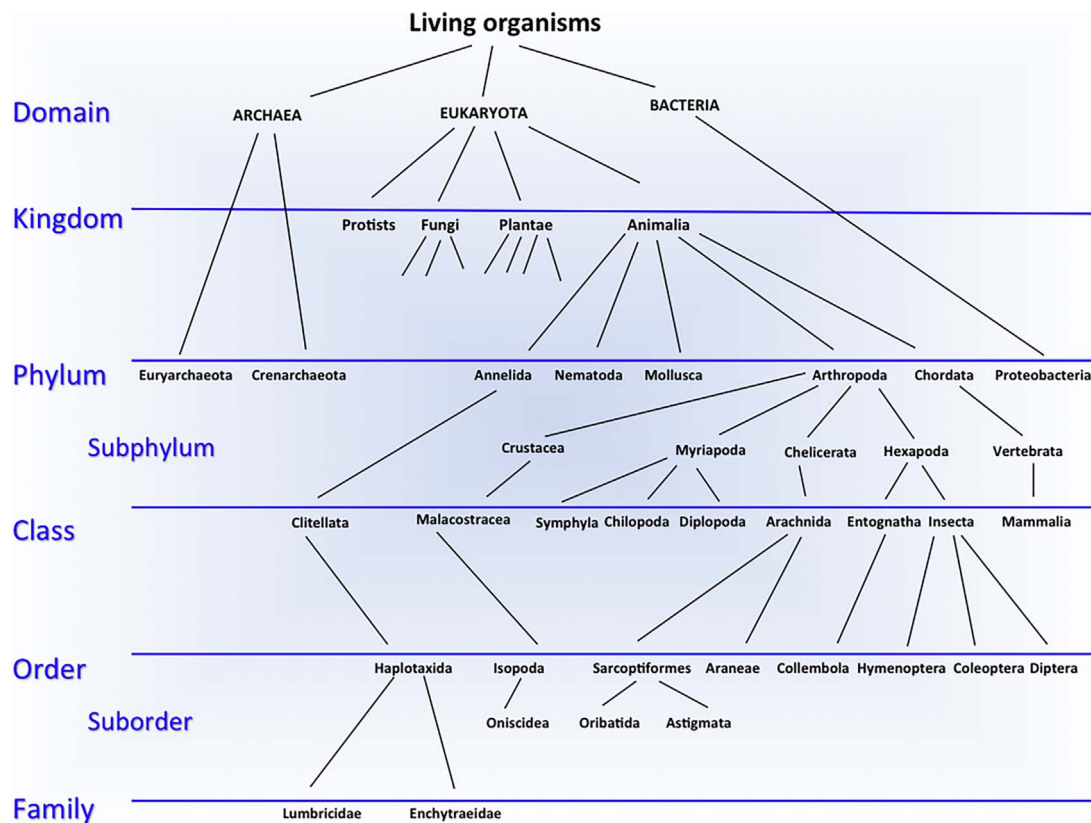 Living organisms
Domain
ARCHAEA
EUKARYOTA
BACTERIA
Kingdom
Protists
Fungi
Plantae
Animalia
Phylum
Euryarchaeota
Crenarchaeota
Annelida
Nematoda
Mollusca
Arthropoda
Chordata
Proteobacteria
Subphylum
Crustacea
Myriapoda
Chelicerata
Hexapoda
Vertebrata
Class
Clitellata
Malacostracea
Symphyla
Chilopoda
Diplopoda
Arachnida
Entognatha
Insecta
Mammalia
Order
Haplotaxida
Isopoda
Sarcoptiformes
Araneae
Collembola
Hymenoptera
Coleoptera
Diptera
Suborder
Oniscidea
Oribatida
Astigmata
Family
Lumbricidae
Enchytraeidae